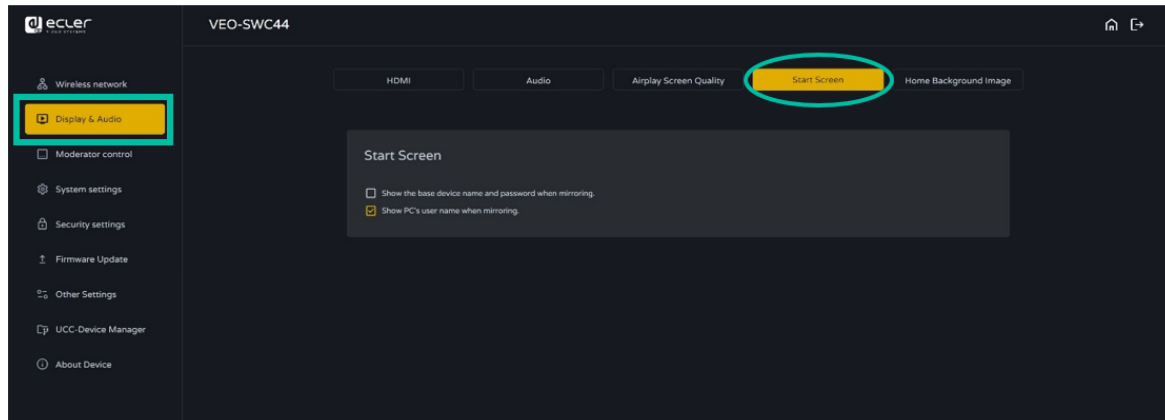 ecler
VEO-SWC44
Wireless network
Display & Audio
Moderator control
System settings
Security settings
Firmware Update
Other Settings
UCC-Device Manager
About Device
HDMI
Audio
Airplay Screen Quality
Start Screen
Home Background Image
Start Screen
Show the base device name and password when mirroring.
Show PC's user name when mirroring.